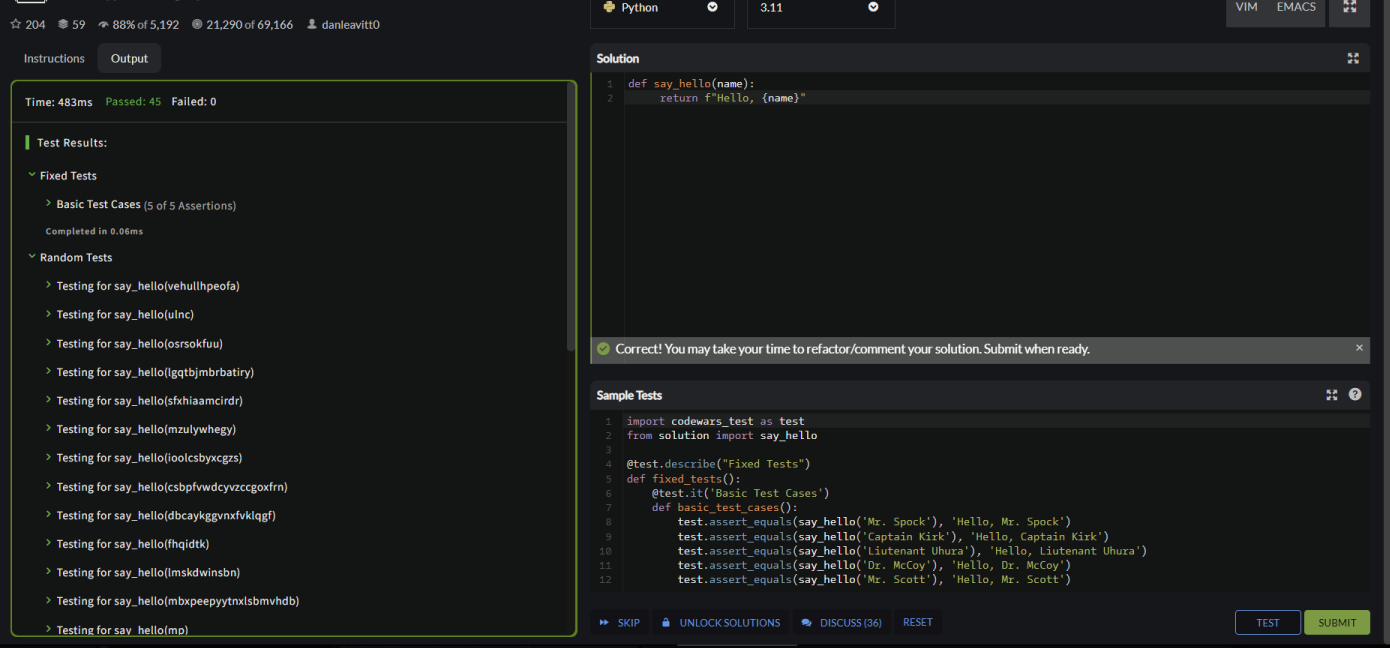 204 59 88% of 5,192 21,290 of 69,166 danleavitt0
Instructions Output
Time: 483ms Passed: 45 Failed: 0
Test Results:
Fixed Tests
Basic Test Cases (5 of 5 Assertions)
Completed in 0.06ms
Random Tests
Testing for say_hello(vehullhpeofa)
Testing for say_hello(ulnc)
Testing for say_hello(osrsokfuu)
Testing for say_hello(lgqtbjmbrbatiry)
Testing for say_hello(sfxhiaamcirdr)
Testing for say_hello(mzulywhegy)
Testing for say_hello(ioolcsbyxcgzs)
Testing for say_hello(csbpfvwdcyvzccgoxfrn)
Testing for say_hello(dbcaykggvnxfvklqgf)
Testing for say_hello(fhqidtk)
Testing for say_hello(lmskdwinsbn)
Testing for say_hello(mbxpeepyytnxlsbmvhdb)
Testing for say_hello(mp)
Python 3.11 VIM EMACS
Solution
1 def say_hello(name):
2 return f"Hello, {name}"
Correct! You may take your time to refactor/comment your solution. Submit when ready. ×
Sample Tests ?
1 import codewars_test as test
2 from solution import say_hello
3
4 @test.describe("Fixed Tests")
5 def fixed_tests():
6 @test.it('Basic Test Cases')
7 def basic_test_cases():
8 test.assert_equals(say_hello('Mr. Spock'), 'Hello, Mr. Spock')
9 test.assert_equals(say_hello('Captain Kirk'), 'Hello, Captain Kirk')
10 test.assert_equals(say_hello('Liutenant Uhura'), 'Hello, Liutenant Uhura')
11 test.assert_equals(say_hello('Dr. McCoy'), 'Hello, Dr. McCoy')
12 test.assert_equals(say_hello('Mr. Scott'), 'Hello, Mr. Scott')
SKIP UNLOCK SOLUTIONS DISCUSS (36) RESET TEST SUBMIT